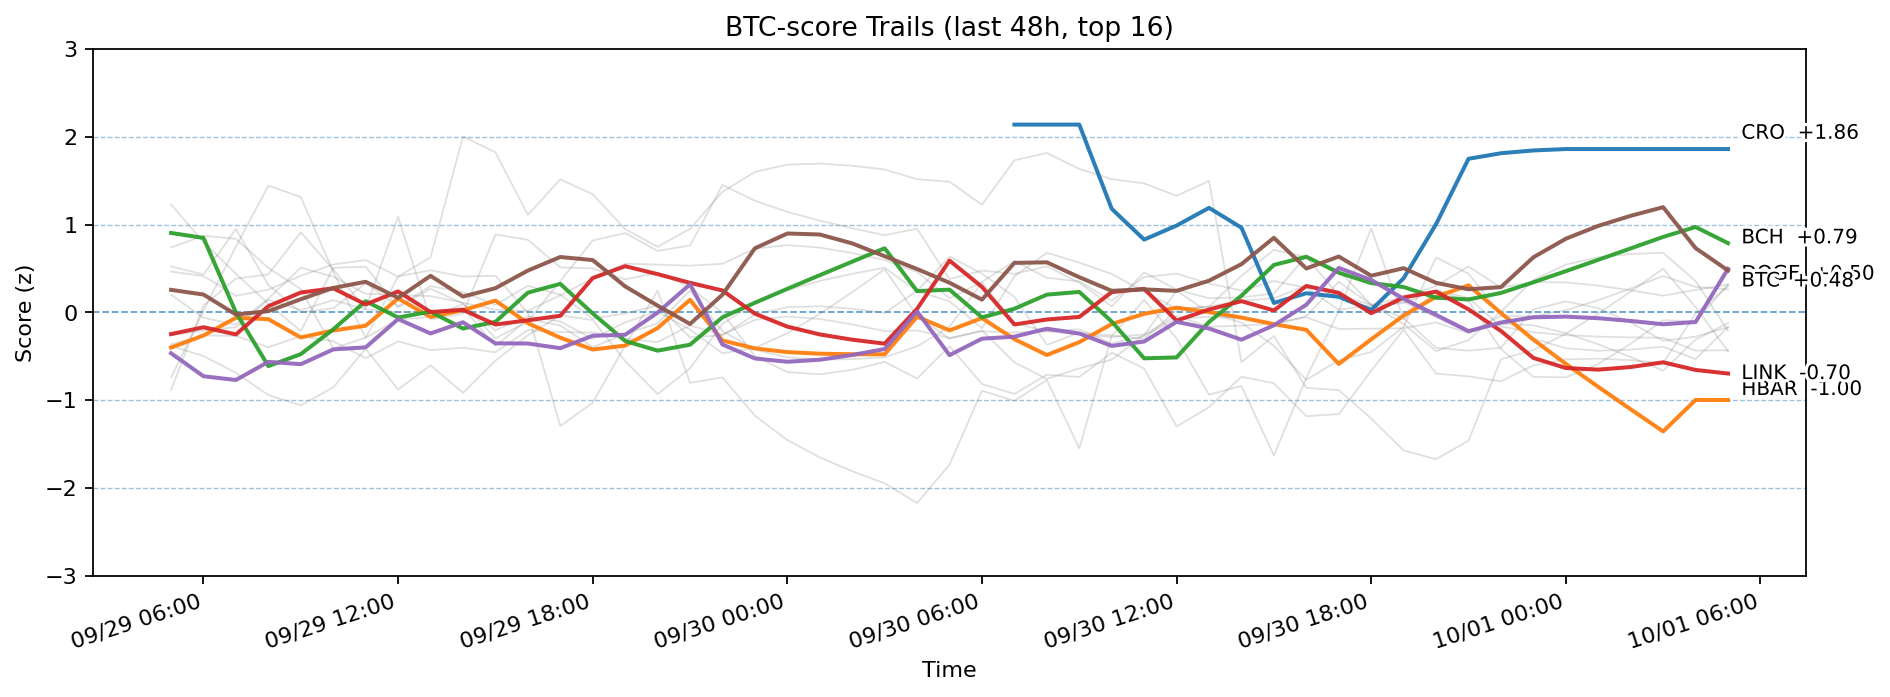 BTC-score Trails (last 48h, top 16)
Score (z)
3
2
1
0
−1
−2
−3
CRO +1.86
BCH +0.79
BTC +0.48
LINK -0.70
HBAR -1.00
09/29 06:00
09/29 12:00
09/29 18:00
09/30 00:00
09/30 06:00
09/30 12:00
09/30 18:00
10/01 00:00
10/01 06:00
Time